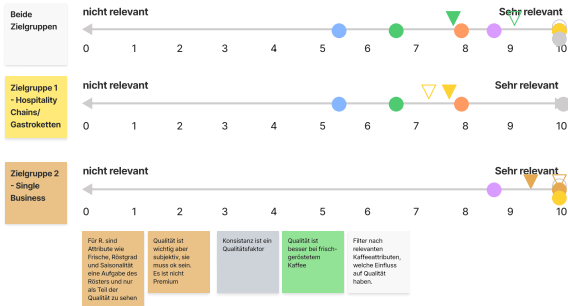 Beide
Zielgruppen
nicht relevant
Sehr relevant
0 1 2 3 4 5 6 7 8 9 10
Zielgruppe 1
- Hospitality
Chains/
Gastroketten
nicht relevant
Sehr relevant
0 1 2 3 4 5 6 7 8 9 10
Zielgruppe 2
- Single
Business
nicht relevant
Sehr relevant
0 1 2 3 4 5 6 7 8 9 10
Für R. sind
Attribute wie
Frische, Röstgrad
und Saisonalität
eine Aufgabe des
Rösters und nur
als Teil der
Qualität zu sehen
Qualität ist
wichtig aber
subjektiv, sie
muss ok sein.
Es ist nicht
Premium
Konsistanz ist ein
Qualitätsfaktor
Qualität ist
besser bei frisch-
geröstetem
Kaffee
Filter nach
relevanten
Kaffeeattributen,
welche Einfluss
auf Qualität
haben.